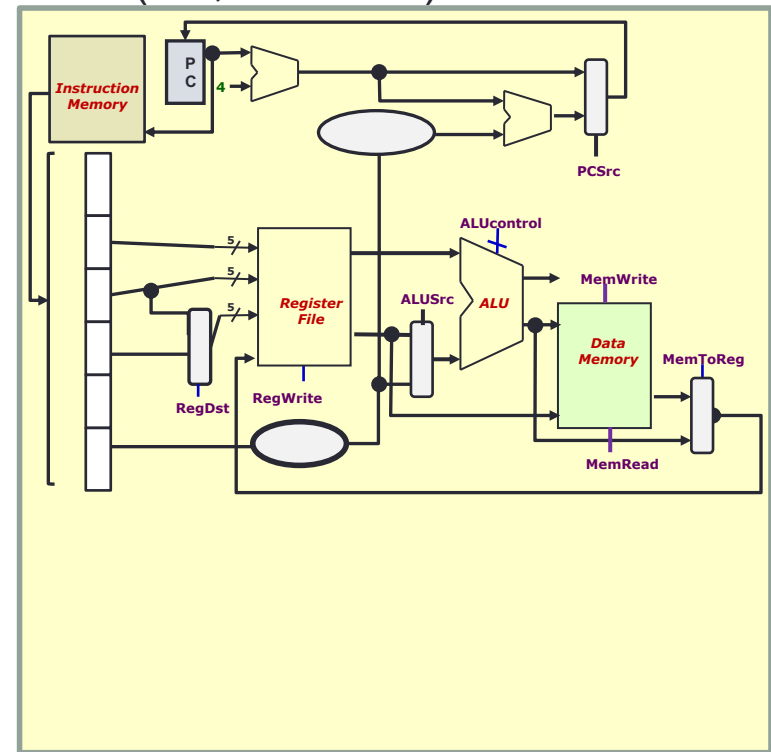 P
C
Instruction
Memory
4
PCSrc
ALUcontrol
5
MemWrite
5
Register
File
ALUSrc
ALU
5
Data
Memory
MemToReg
RegDst
RegWrite
MemRead